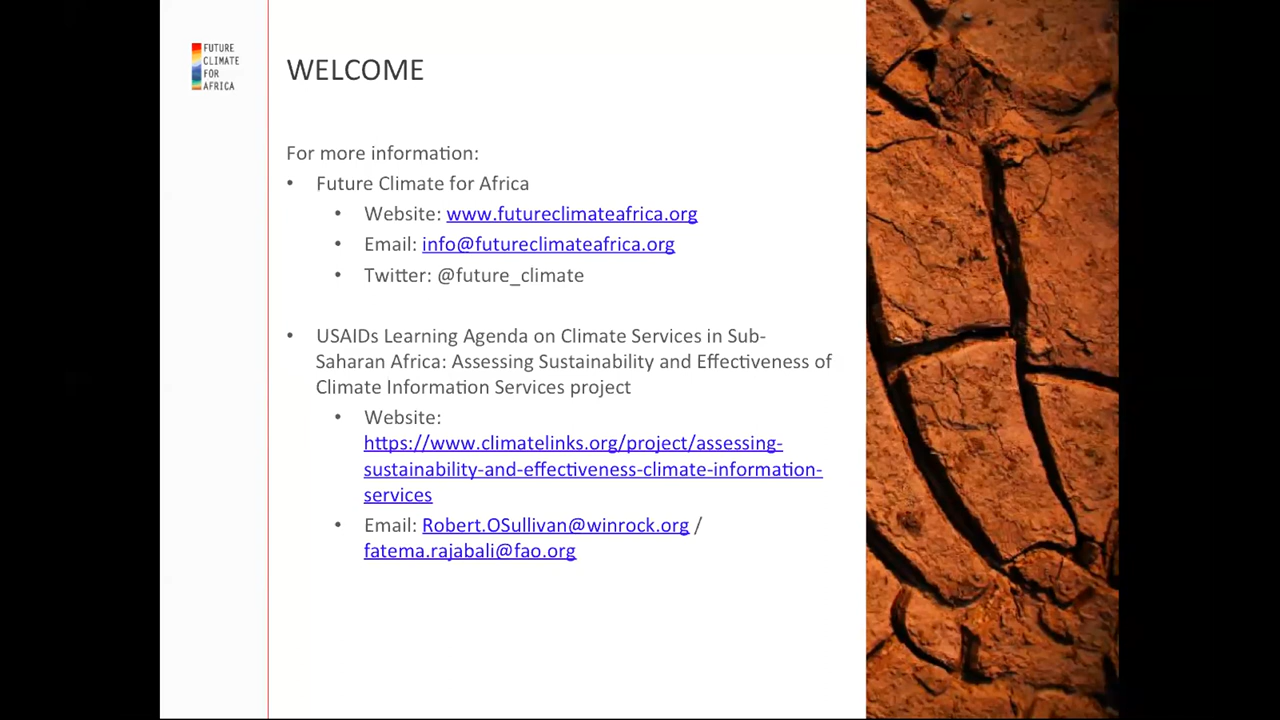 FUTURE
CLIMATE
FOR
AFRICA
WELCOME
For more information:
• Future Climate for Africa
• Website: www.futureclimateafrica.org
• Email: info@futureclimateafrica.org
• Twitter: @future_climate
• USAIDs Learning Agenda on Climate Services in Sub-
Saharan Africa: Assessing Sustainability and Effectiveness of
Climate Information Services project
• Website:
https://www.climatelinks.org/project/assessing-
sustainability-and-effectiveness-climate-information-
services
• Email: Robert.OSullivan@winrock.org /
fatema.rajabali@fao.org